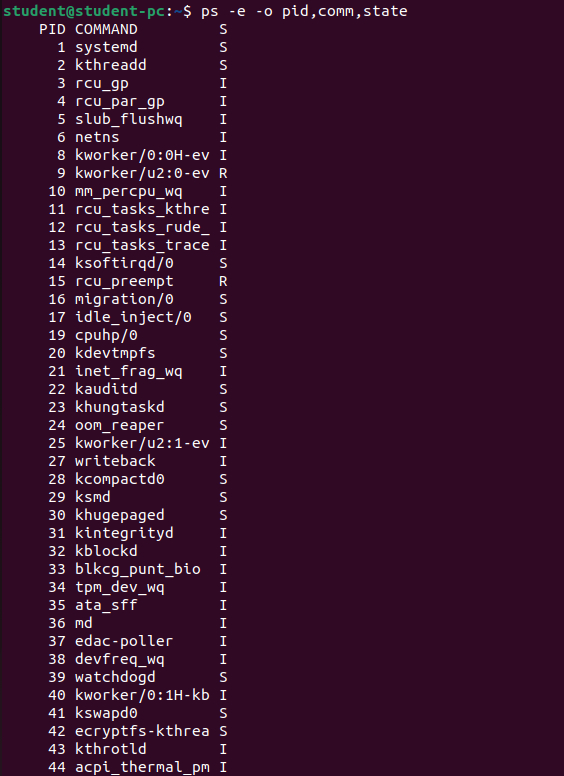 student@student-pc:~$ ps -e -o pid,comm,state
    PID COMMAND         S
      1 systemd         S
      2 kthreadd        S
      3 rcu_gp          I
      4 rcu_par_gp      I
      5 slub_flushwq    I
      6 netns           I
      8 kworker/0:0H-ev I
      9 kworker/u2:0-ev R
     10 mm_percpu_wq    I
     11 rcu_tasks_kthre I
     12 rcu_tasks_rude_ I
     13 rcu_tasks_trace I
     14 ksoftirqd/0     S
     15 rcu_preempt     R
     16 migration/0     S
     17 idle_inject/0   S
     19 cpuhp/0         S
     20 kdevtmpfs       S
     21 inet_frag_wq    I
     22 kauditd         S
     23 khungtaskd      S
     24 oom_reaper      S
     25 kworker/u2:1-ev I
     27 writeback       I
     28 kcompactd0      S
     29 ksmd            S
     30 khugepaged      S
     31 kintegrityd     I
     32 kblockd         I
     33 blkcg_punt_bio  I
     34 tpm_dev_wq      I
     35 ata_sff         I
     36 md              I
     37 edac-poller     I
     38 devfreq_wq      I
     39 watchdogd       S
     40 kworker/0:1H-kb I
     41 kswapd0         S
     42 ecryptfs-kthrea S
     43 kthrotld        I
     44 acpi_thermal_pm I